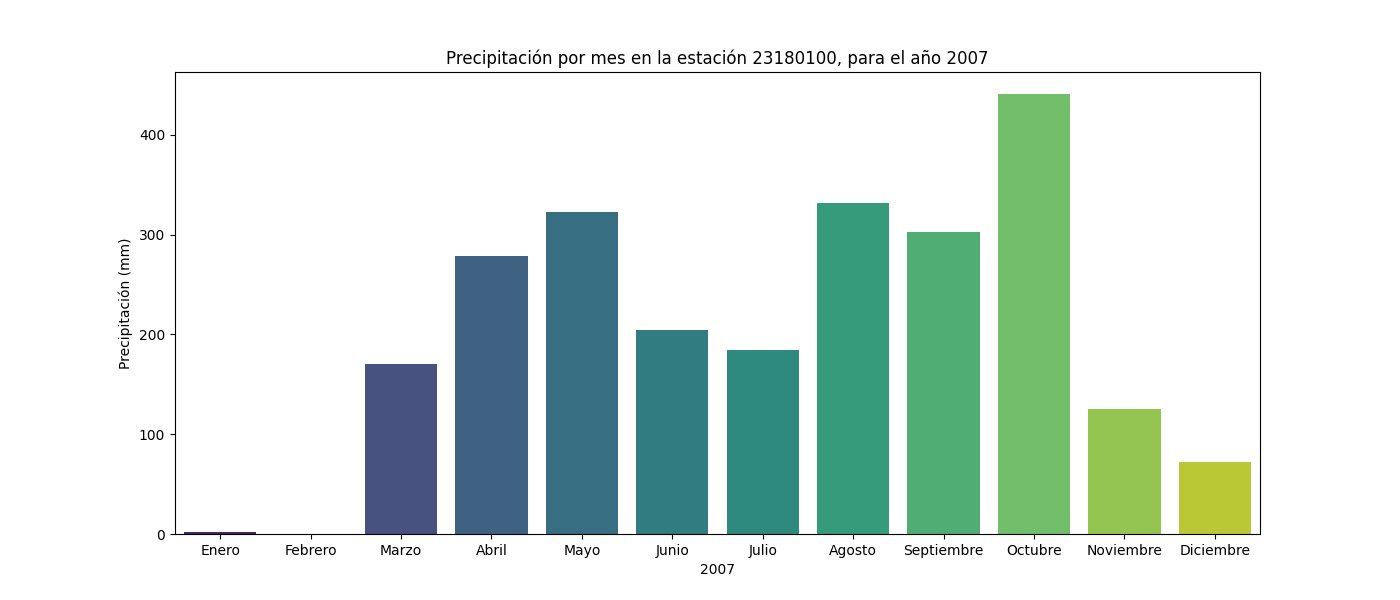 Precipitación por mes en la estación 23180100, para el año 2007
Precipitación (mm)
400
300
200
100
0
Enero Febrero Marzo Abril Mayo Junio Julio Agosto Septiembre Octubre Noviembre Diciembre
2007